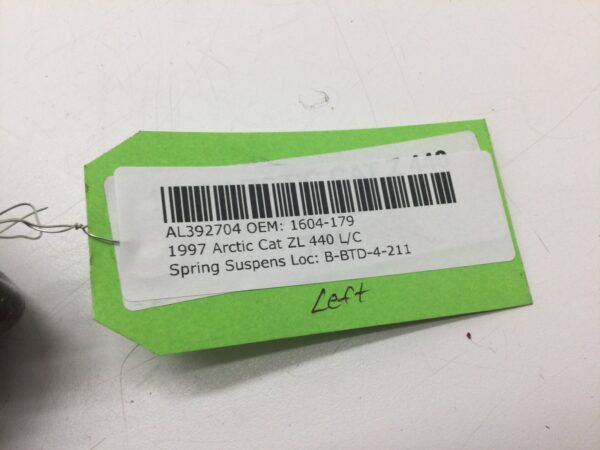 AL392704 OEM: 1604-179
1997 Arctic Cat ZL 440 L/C
Spring Suspens Loc: B-BTD-4-211
Left